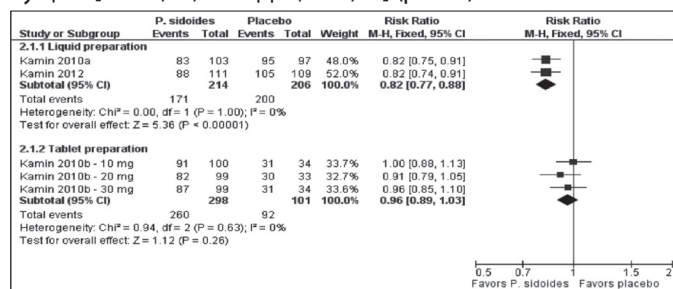 P. sidoides Placebo Risk Ratio Risk Ratio
Study or Subgroup Events Total Events Total Weight M-H, Fixed, 95% CI M-H, Fixed, 95% CI
2.1.1 Liquid preparation
Kamin 2010a 83 103 95 97 48.0% 0.82 [0.75, 0.91]
Kamin 2012 88 111 105 109 52.0% 0.82 [0.74, 0.91]
Subtotal (95% CI) 214 206 100.0% 0.82 [0.77, 0.88]
Total events 171 200
Heterogeneity: Chi² = 0.00, df = 1 (P = 1.00); I² = 0%
Test for overall effect: Z = 5.36 (P < 0.00001)
2.1.2 Tablet preparation
Kamin 2010b - 10 mg 91 100 31 34 33.7% 1.00 [0.88, 1.13]
Kamin 2010b - 20 mg 82 99 30 33 32.7% 0.91 [0.79, 1.05]
Kamin 2010b - 30 mg 87 99 31 34 33.6% 0.96 [0.85, 1.10]
Subtotal (95% CI) 298 101 100.0% 0.96 [0.89, 1.03]
Total events 260 92
Heterogeneity: Chi² = 0.94, df = 2 (P = 0.63); I² = 0%
Test for overall effect: Z = 1.12 (P = 0.26)
0.5 0.7 1 1.5 2
Favors P. sidoides Favors placebo